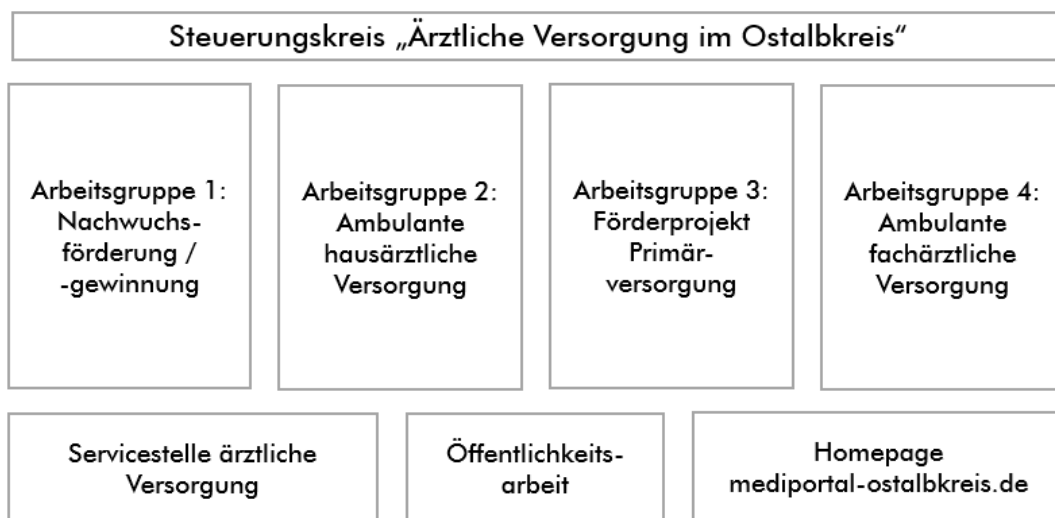 Steuerungskreis „Ärztliche Versorgung im Ostalbkreis“
Arbeitsgruppe 1:
Nachwuchs-
förderung /
-gewinnung
Arbeitsgruppe 2:
Ambulante
hausärztliche
Versorgung
Arbeitsgruppe 3:
Förderprojekt
Primär-
versorgung
Arbeitsgruppe 4:
Ambulante
fachärztliche
Versorgung
Servicestelle ärztliche
Versorgung
Öffentlichkeits-
arbeit
Homepage
mediportal-ostalbkreis.de